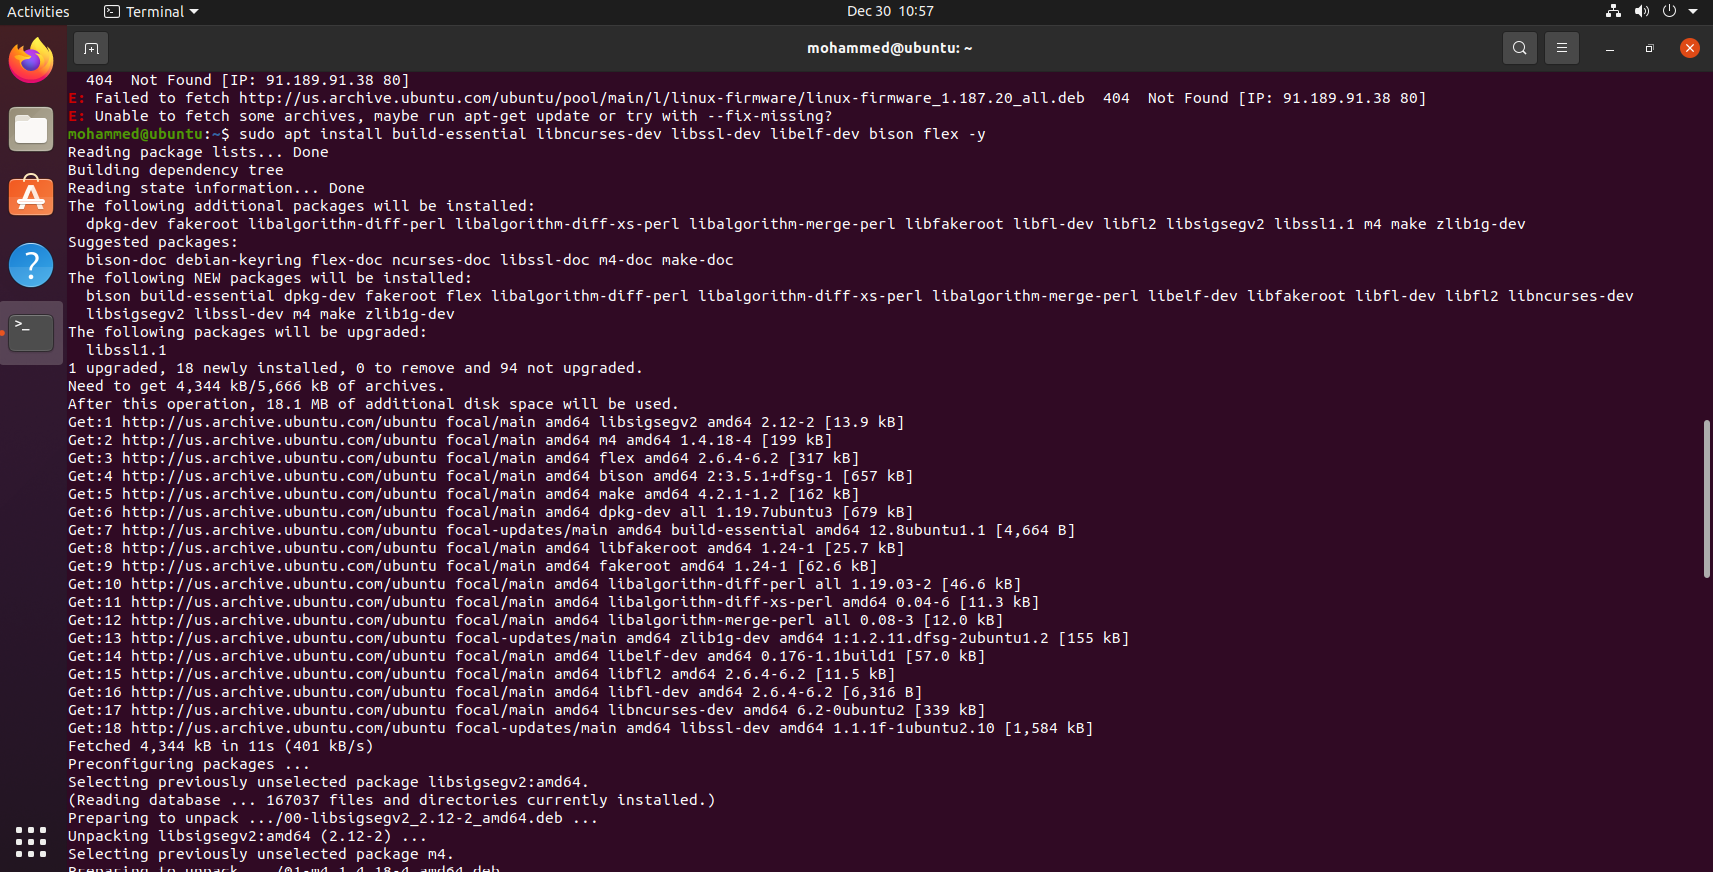 Activities
Terminal
Dec 30 10:57
mohammed@ubuntu: ~
404  Not Found [IP: 91.189.91.38 80]
E: Failed to fetch http://us.archive.ubuntu.com/ubuntu/pool/main/l/linux-firmware/linux-firmware_1.187.20_all.deb  404  Not Found [IP: 91.189.91.38 80]
E: Unable to fetch some archives, maybe run apt-get update or try with --fix-missing?
mohammed@ubuntu:~$ sudo apt install build-essential libncurses-dev libssl-dev libelf-dev bison flex -y
Reading package lists... Done
Building dependency tree
Reading state information... Done
The following additional packages will be installed:
dpkg-dev fakeroot libalgorithm-diff-perl libalgorithm-diff-xs-perl libalgorithm-merge-perl libfakeroot libfl-dev libfl2 libsigsegv2 libssl1.1 m4 make zlib1g-dev
Suggested packages:
bison-doc debian-keyring flex-doc ncurses-doc libssl-doc m4-doc make-doc
The following NEW packages will be installed:
bison build-essential dpkg-dev fakeroot flex libalgorithm-diff-perl libalgorithm-diff-xs-perl libalgorithm-merge-perl libelf-dev libfakeroot libfl-dev libfl2 libncurses-dev
libsigsegv2 libssl-dev m4 make zlib1g-dev
The following packages will be upgraded:
libssl1.1
1 upgraded, 18 newly installed, 0 to remove and 94 not upgraded.
Need to get 4,344 kB/5,666 kB of archives.
After this operation, 18.1 MB of additional disk space will be used.
Get:1 http://us.archive.ubuntu.com/ubuntu focal/main amd64 libsigsegv2 amd64 2.12-2 [13.9 kB]
Get:2 http://us.archive.ubuntu.com/ubuntu focal/main amd64 m4 amd64 1.4.18-4 [199 kB]
Get:3 http://us.archive.ubuntu.com/ubuntu focal/main amd64 flex amd64 2.6.4-6.2 [317 kB]
Get:4 http://us.archive.ubuntu.com/ubuntu focal/main amd64 bison amd64 2:3.5.1+dfsg-1 [657 kB]
Get:5 http://us.archive.ubuntu.com/ubuntu focal/main amd64 make amd64 4.2.1-1.2 [162 kB]
Get:6 http://us.archive.ubuntu.com/ubuntu focal/main amd64 dpkg-dev all 1.19.7ubuntu3 [679 kB]
Get:7 http://us.archive.ubuntu.com/ubuntu focal-updates/main amd64 build-essential amd64 12.8ubuntu1.1 [4,664 B]
Get:8 http://us.archive.ubuntu.com/ubuntu focal/main amd64 libfakeroot amd64 1.24-1 [25.7 kB]
Get:9 http://us.archive.ubuntu.com/ubuntu focal/main amd64 fakeroot amd64 1.24-1 [62.6 kB]
Get:10 http://us.archive.ubuntu.com/ubuntu focal/main amd64 libalgorithm-diff-perl all 1.19.03-2 [46.6 kB]
Get:11 http://us.archive.ubuntu.com/ubuntu focal/main amd64 libalgorithm-diff-xs-perl amd64 0.04-6 [11.3 kB]
Get:12 http://us.archive.ubuntu.com/ubuntu focal/main amd64 libalgorithm-merge-perl all 0.08-3 [12.0 kB]
Get:13 http://us.archive.ubuntu.com/ubuntu focal-updates/main amd64 zlib1g-dev amd64 1:1.2.11.dfsg-2ubuntu1.2 [155 kB]
Get:14 http://us.archive.ubuntu.com/ubuntu focal/main amd64 libelf-dev amd64 0.176-1.1build1 [57.0 kB]
Get:15 http://us.archive.ubuntu.com/ubuntu focal/main amd64 libfl2 amd64 2.6.4-6.2 [11.5 kB]
Get:16 http://us.archive.ubuntu.com/ubuntu focal/main amd64 libfl-dev amd64 2.6.4-6.2 [6,316 B]
Get:17 http://us.archive.ubuntu.com/ubuntu focal/main amd64 libncurses-dev amd64 6.2-0ubuntu2 [339 kB]
Get:18 http://us.archive.ubuntu.com/ubuntu focal-updates/main amd64 libssl-dev amd64 1.1.1f-1ubuntu2.10 [1,584 kB]
Fetched 4,344 kB in 11s (401 kB/s)
Preconfiguring packages ...
Selecting previously unselected package libsigsegv2:amd64.
(Reading database ... 167037 files and directories currently installed.)
Preparing to unpack .../00-libsigsegv2_2.12-2_amd64.deb ...
Unpacking libsigsegv2:amd64 (2.12-2) ...
Selecting previously unselected package m4.
Preparing to unpack .../01-m4_1.4.18-4_amd64.deb ...